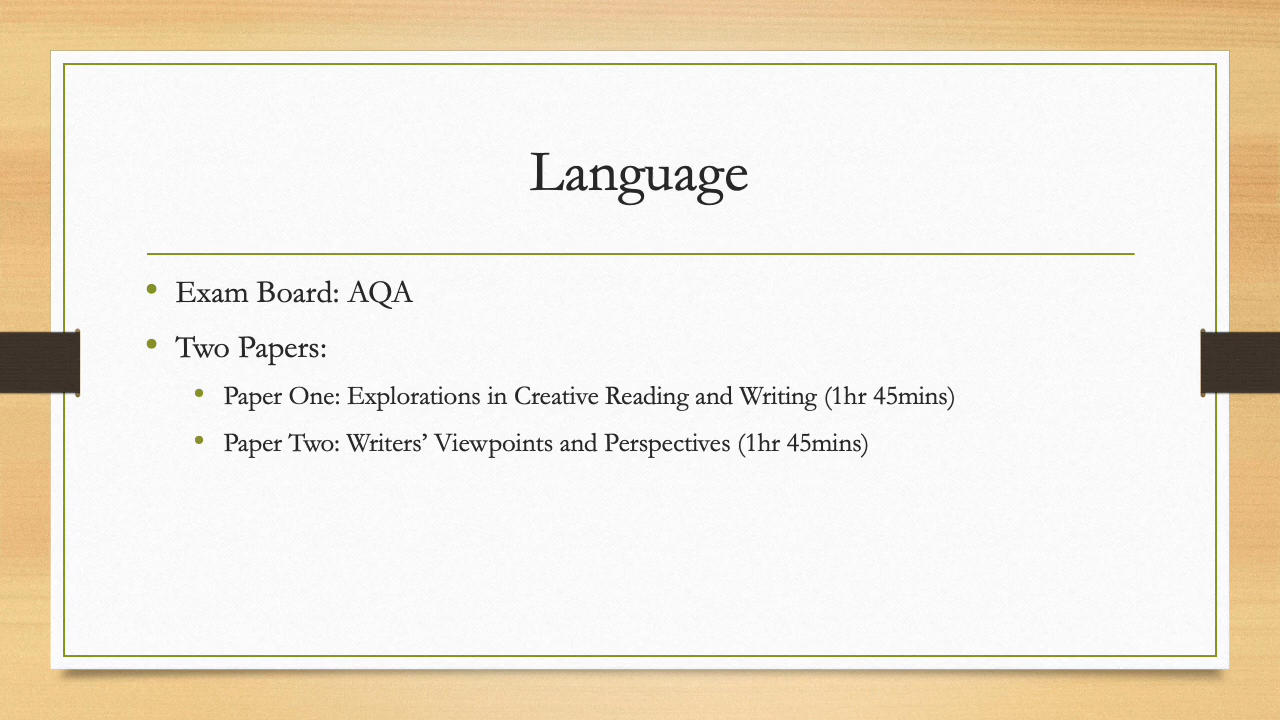 Language
• Exam Board: AQA
• Two Papers:
• Paper One: Explorations in Creative Reading and Writing (1hr 45mins)
• Paper Two: Writers’ Viewpoints and Perspectives (1hr 45mins)